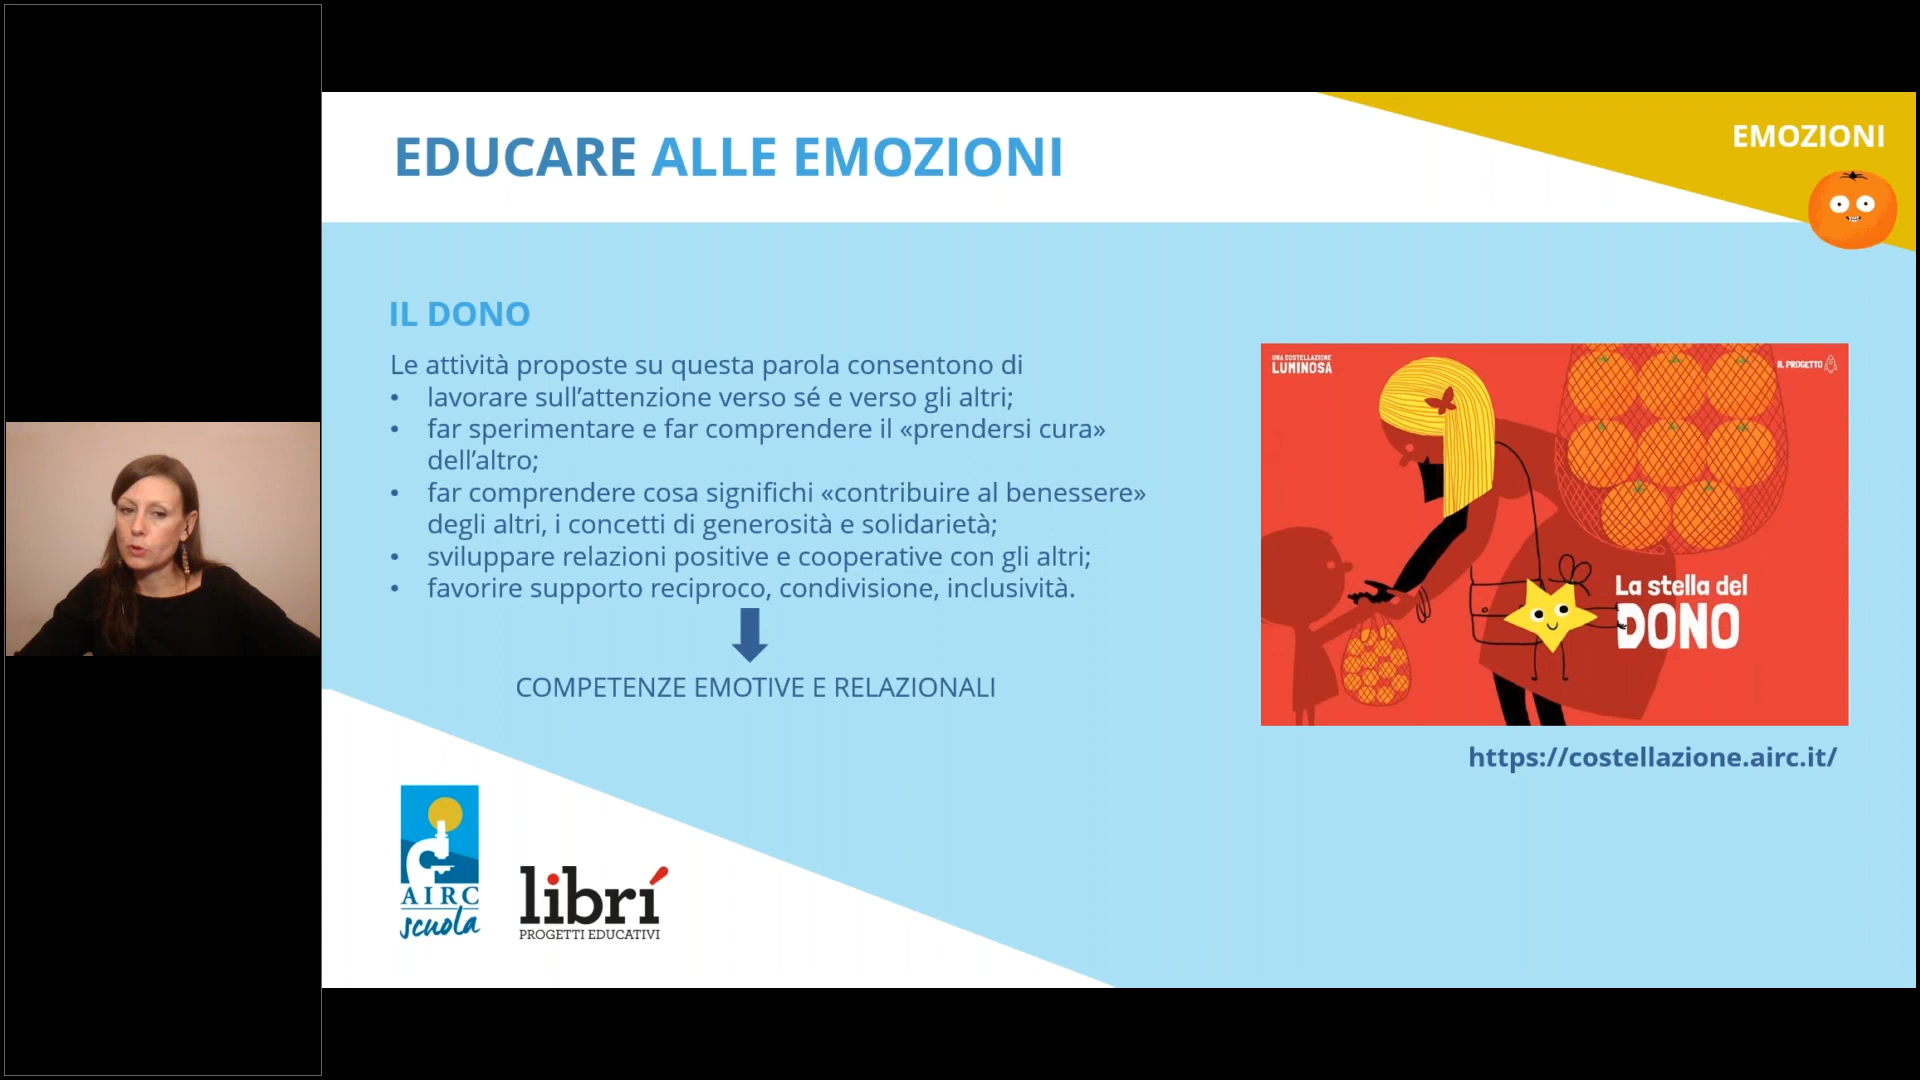 EDUCARE ALLE EMOZIONI
EMOZIONI
IL DONO
Le attività proposte su questa parola consentono di
• lavorare sull’attenzione verso sé e verso gli altri;
• far sperimentare e far comprendere il «prendersi cura»
dell’altro;
• far comprendere cosa significhi «contribuire al benessere»
degli altri, i concetti di generosità e solidarietà;
• sviluppare relazioni positive e cooperative con gli altri;
• favorire supporto reciproco, condivisione, inclusività.
COMPETENZE EMOTIVE E RELAZIONALI
UNA COSTELLAZIONE
LUMINOSA
IL PROGETTO
La stella del
DONO
https://costellazione.airc.it/
AIRC
scuola
librí
PROGETTI EDUCATIVI